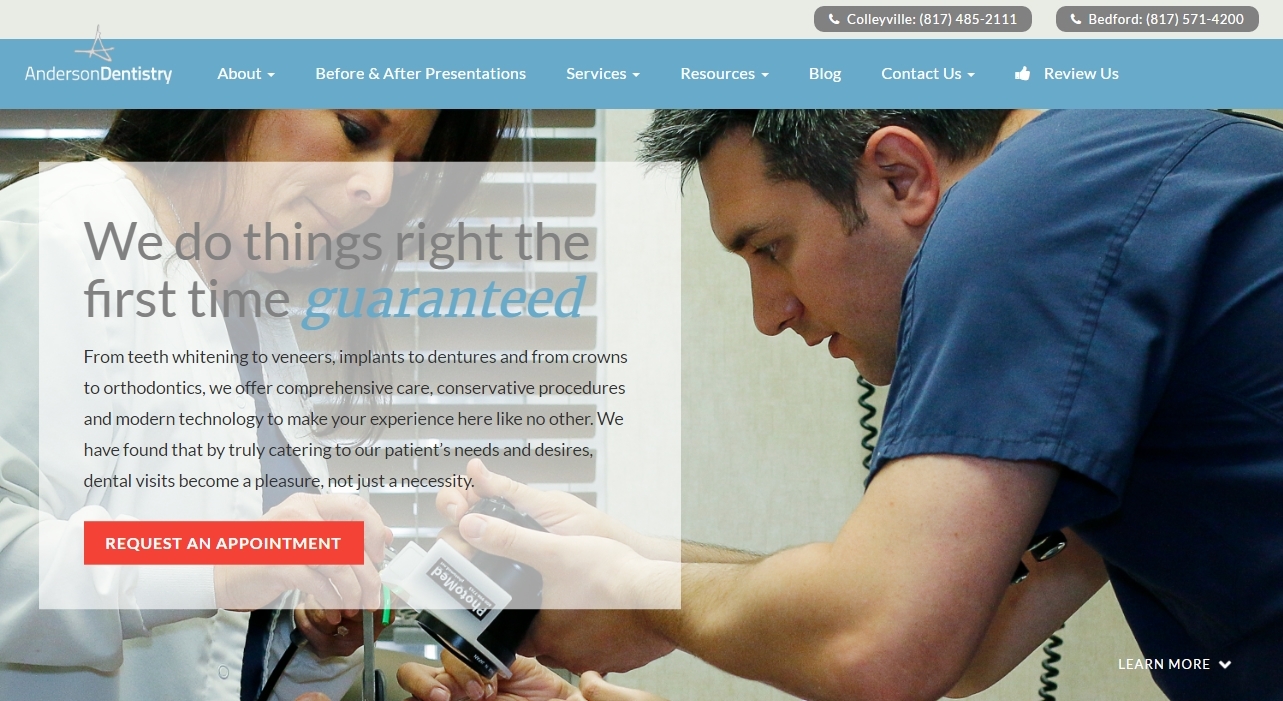 Colleyville: (817) 485-2111
Bedford: (817) 571-4200
AndersonDentistry
About
Before & After Presentations
Services
Resources
Blog
Contact Us
Review Us
We do things right the
first time guaranteed
From teeth whitening to veneers, implants to dentures and from crowns
to orthodontics, we offer comprehensive care, conservative procedures
and modern technology to make your experience here like no other. We
have found that by truly catering to our patient's needs and desires,
dental visits become a pleasure, not just a necessity.
REQUEST AN APPOINTMENT
PhotoMed
LEARN MORE